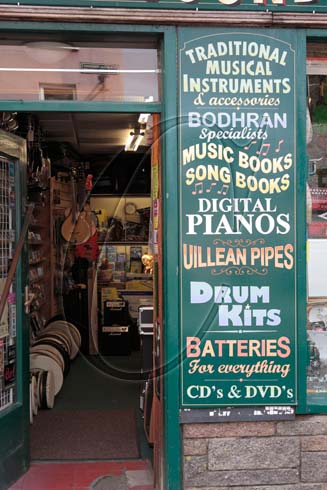 TRADITIONAL
MUSICAL
INSTRUMENTS
& accessories
BODHRAN
Specialists
MUSIC BOOKS
SONG BOOKS
DIGITAL
PIANOS
UILLEAN PIPES
DRUM
KITS
BATTERIES
For everything
CD's & DVD's